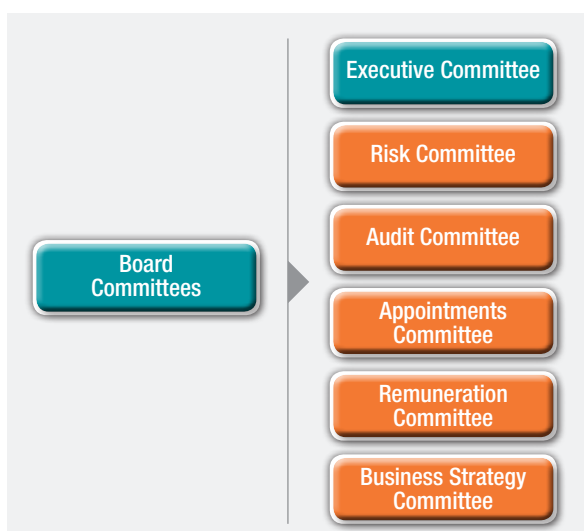 Board
Committees
Executive Committee
Risk Committee
Audit Committee
Appointments
Committee
Remuneration
Committee
Business Strategy
Committee